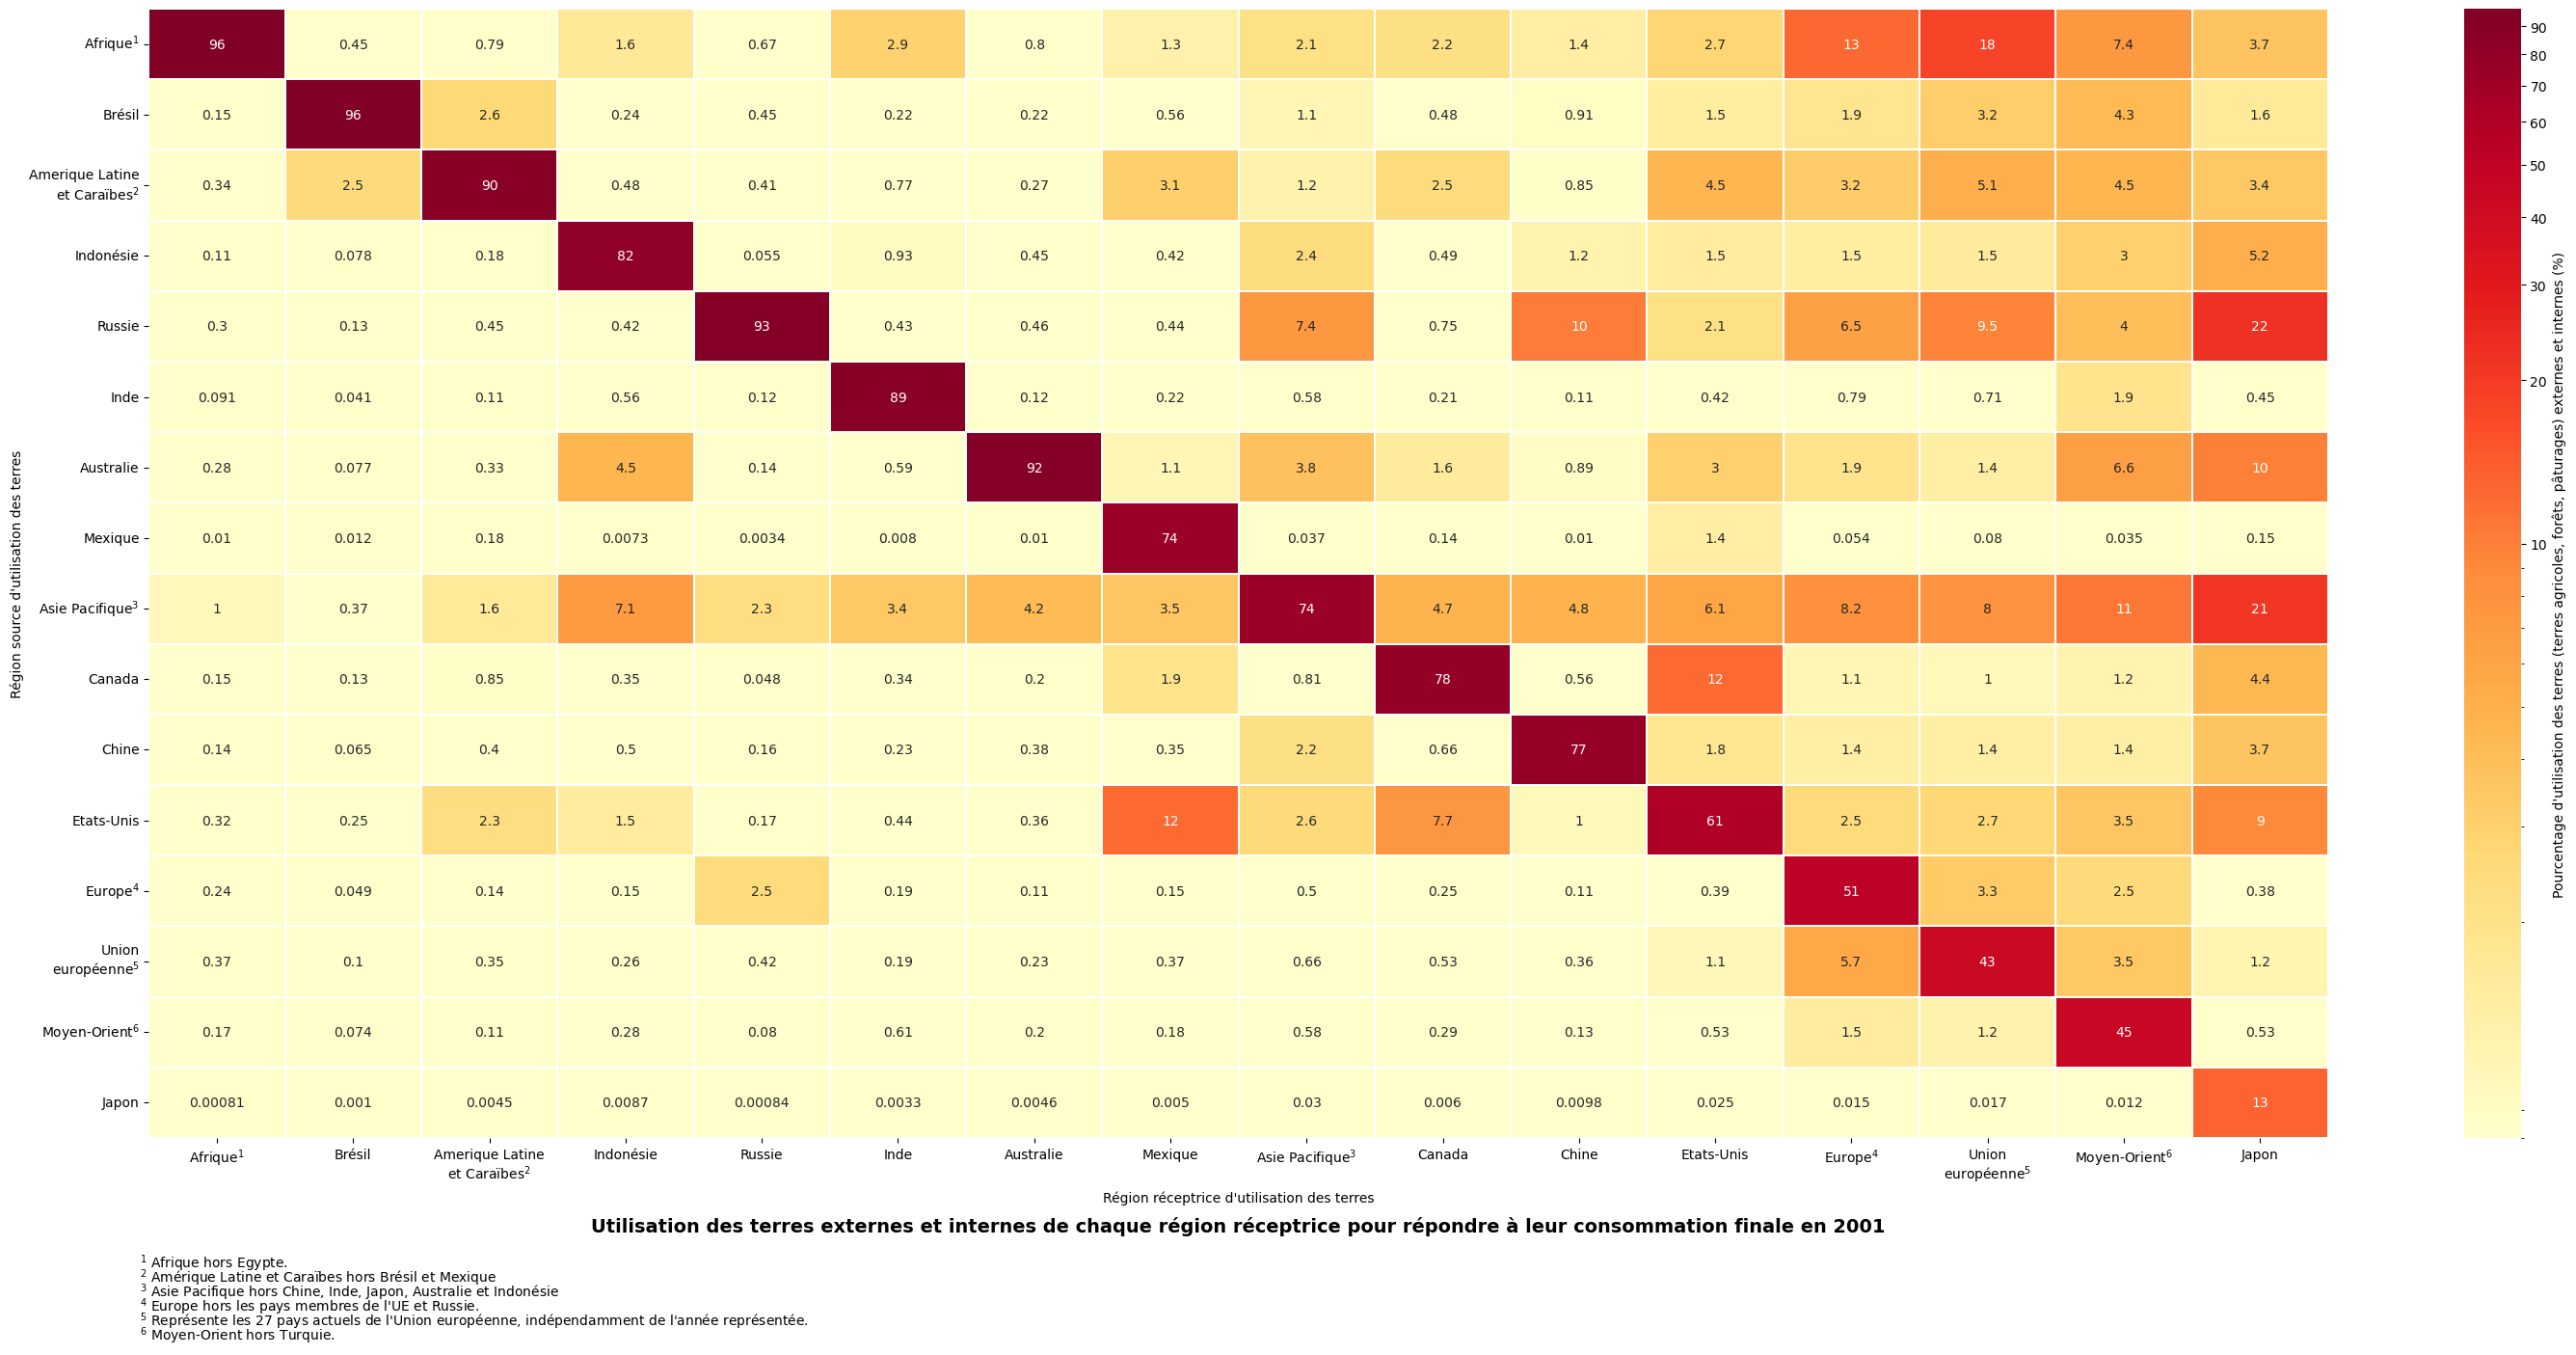 Afrique¹ 96 0.45 0.79 1.6 0.67 2.9 0.8 1.3 2.1 2.2 1.4 2.7 13 18 7.4 3.7
Brésil 0.15 96 2.6 0.24 0.45 0.22 0.22 0.56 1.1 0.48 0.91 1.5 1.9 3.2 4.3 1.6
Amerique Latine
et Caraïbes² 0.34 2.5 90 0.48 0.41 0.77 0.27 3.1 1.2 2.5 0.85 4.5 3.2 5.1 4.5 3.4
Indonésie 0.11 0.078 0.18 82 0.055 0.93 0.45 0.42 2.4 0.49 1.2 1.5 1.5 1.5 3 5.2
Russie 0.3 0.13 0.45 0.42 93 0.43 0.46 0.44 7.4 0.75 10 2.1 6.5 9.5 4 22
Inde 0.091 0.041 0.11 0.56 0.12 89 0.12 0.22 0.58 0.21 0.11 0.42 0.79 0.71 1.9 0.45
Australie 0.28 0.077 0.33 4.5 0.14 0.59 92 1.1 3.8 1.6 0.89 3 1.9 1.4 6.6 10
Mexique 0.01 0.012 0.18 0.0073 0.0034 0.008 0.01 74 0.037 0.14 0.01 1.4 0.054 0.08 0.035 0.15
Asie Pacifique³ 1 0.37 1.6 7.1 2.3 3.4 4.2 3.5 74 4.7 4.8 6.1 8.2 8 11 21
Canada 0.15 0.13 0.85 0.35 0.048 0.34 0.2 1.9 0.81 78 0.56 12 1.1 1 1.2 4.4
Chine 0.14 0.065 0.4 0.5 0.16 0.23 0.38 0.35 2.2 0.66 77 1.8 1.4 1.4 1.4 3.7
Etats-Unis 0.32 0.25 2.3 1.5 0.17 0.44 0.36 12 2.6 7.7 1 61 2.5 2.7 3.5 9
Europe⁴ 0.24 0.049 0.14 0.15 2.5 0.19 0.11 0.15 0.5 0.25 0.11 0.39 51 3.3 2.5 0.38
Union
européenne⁵ 0.37 0.1 0.35 0.26 0.42 0.19 0.23 0.37 0.66 0.53 0.36 1.1 5.7 43 3.5 1.2
Moyen-Orient⁶ 0.17 0.074 0.11 0.28 0.08 0.61 0.2 0.18 0.58 0.29 0.13 0.53 1.5 1.2 45 0.53
Japon 0.00081 0.001 0.0045 0.0087 0.00084 0.0033 0.0046 0.005 0.03 0.006 0.0098 0.025 0.015 0.017 0.012 13
Région source d'utilisation des terres
Afrique¹ Brésil Amerique Latine Indonésie Russie Inde Australie Mexique Asie Pacifique³ Canada Chine Etats-Unis Europe⁴ Union Moyen-Orient⁶ Japon
et Caraïbes² européenne⁵
Région réceptrice d'utilisation des terres
90
80
70
60
50
40
30
20
10
Pourcentage d'utilisation des terres (terres agricoles, forêts, pâturages) externes et internes (%)
Utilisation des terres externes et internes de chaque région réceptrice pour répondre à leur consommation finale en 2001
¹ Afrique hors Egypte.
² Amérique Latine et Caraïbes hors Brésil et Mexique
³ Asie Pacifique hors Chine, Inde, Japon, Australie et Indonésie
⁴ Europe hors les pays membres de l'UE et Russie.
⁵ Représente les 27 pays actuels de l'Union européenne, indépendamment de l'année représentée.
⁶ Moyen-Orient hors Turquie.